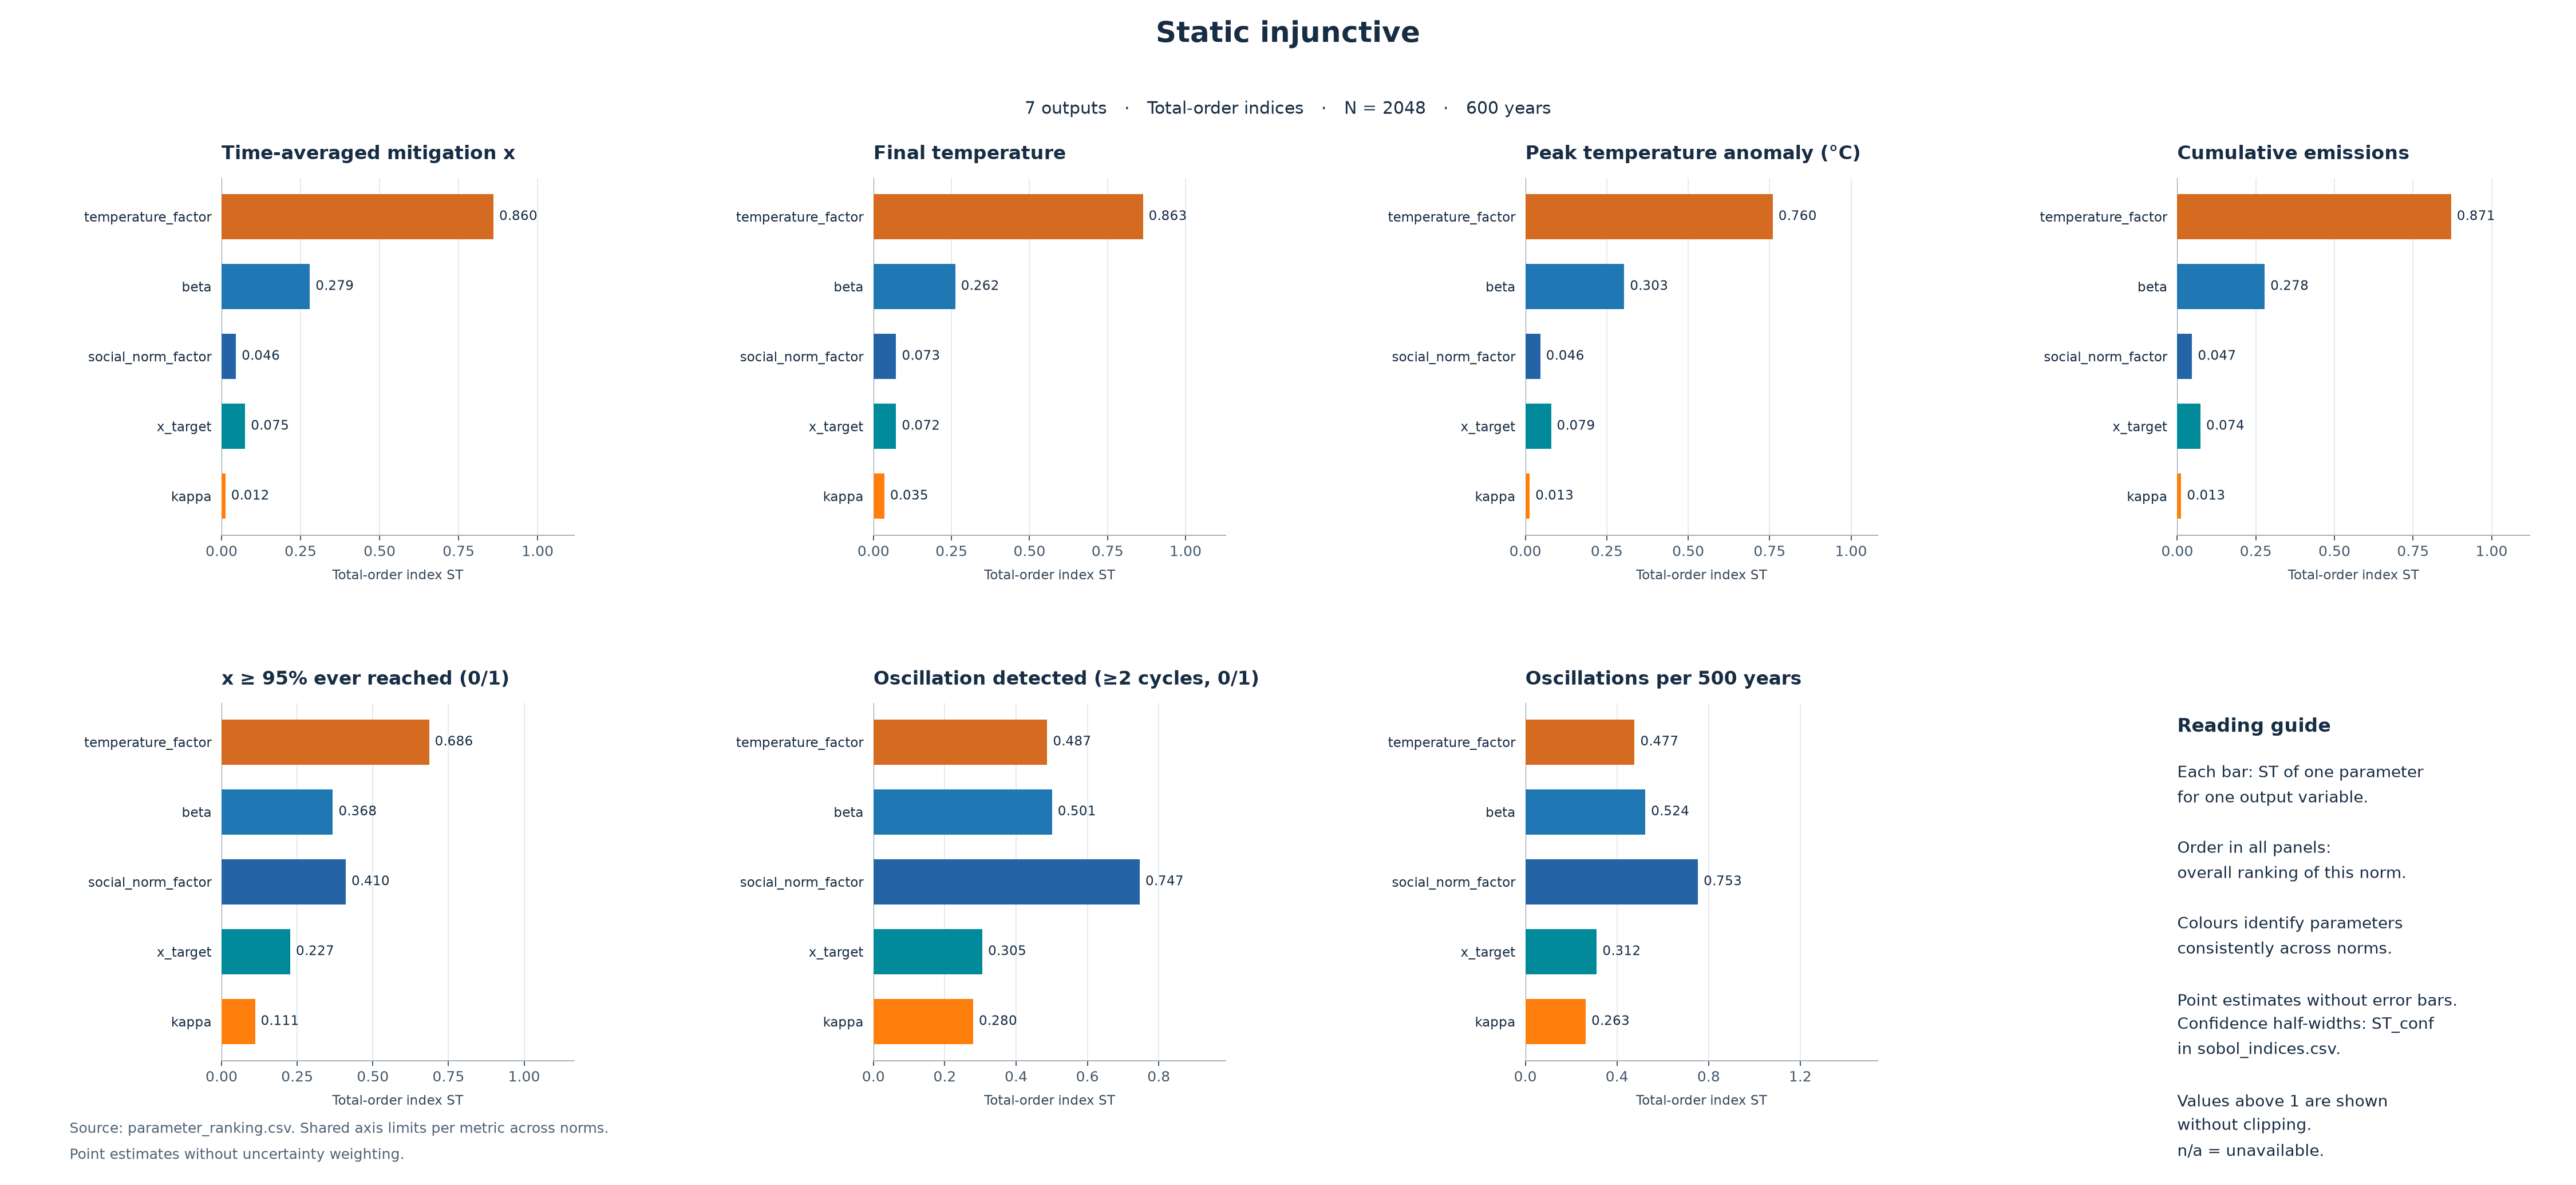 Static injunctive
7 outputs · Total-order indices · N = 2048 · 600 years
Time-averaged mitigation x
temperature_factor 0.860
beta 0.279
social_norm_factor 0.046
x_target 0.075
kappa 0.012
0.00 0.25 0.50 0.75 1.00
Total-order index ST
Final temperature
temperature_factor 0.863
beta 0.262
social_norm_factor 0.073
x_target 0.072
kappa 0.035
0.00 0.25 0.50 0.75 1.00
Total-order index ST
Peak temperature anomaly (°C)
temperature_factor 0.760
beta 0.303
social_norm_factor 0.046
x_target 0.079
kappa 0.013
0.00 0.25 0.50 0.75 1.00
Total-order index ST
Cumulative emissions
temperature_factor 0.871
beta 0.278
social_norm_factor 0.047
x_target 0.074
kappa 0.013
0.00 0.25 0.50 0.75 1.00
Total-order index ST
x ≥ 95% ever reached (0/1)
temperature_factor 0.686
beta 0.368
social_norm_factor 0.410
x_target 0.227
kappa 0.111
0.00 0.25 0.50 0.75 1.00
Total-order index ST
Oscillation detected (≥2 cycles, 0/1)
temperature_factor 0.487
beta 0.501
social_norm_factor 0.747
x_target 0.305
kappa 0.280
0.0 0.2 0.4 0.6 0.8
Total-order index ST
Oscillations per 500 years
temperature_factor 0.477
beta 0.524
social_norm_factor 0.753
x_target 0.312
kappa 0.263
0.0 0.4 0.8 1.2
Total-order index ST
Reading guide
Each bar: ST of one parameter
for one output variable.
Order in all panels:
overall ranking of this norm.
Colours identify parameters
consistently across norms.
Point estimates without error bars.
Confidence half-widths: ST_conf
in sobol_indices.csv.
Values above 1 are shown
without clipping.
n/a = unavailable.
Source: parameter_ranking.csv. Shared axis limits per metric across norms.
Point estimates without uncertainty weighting.